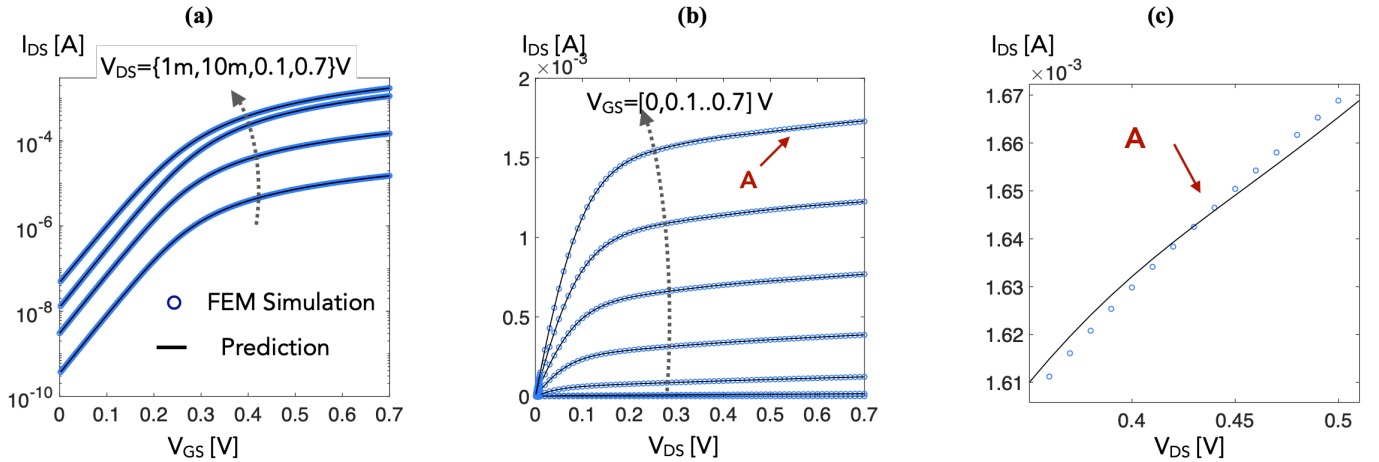 (a)
I_DS [A]
V_DS={1m,10m,0.1,0.7}V
10^-4
10^-6
10^-8
10^-10
FEM Simulation
Prediction
0 0.1 0.2 0.3 0.4 0.5 0.6 0.7
V_GS [V]
(b)
I_DS [A]
×10^-3
V_GS=[0,0.1..0.7] V
2
1.5
1
0.5
0
A
0 0.1 0.2 0.3 0.4 0.5 0.6 0.7
V_DS [V]
(c)
I_DS [A]
×10^-3
1.67
1.66
1.65
1.64
1.63
1.62
1.61
A
0.4 0.45 0.5
V_DS [V]